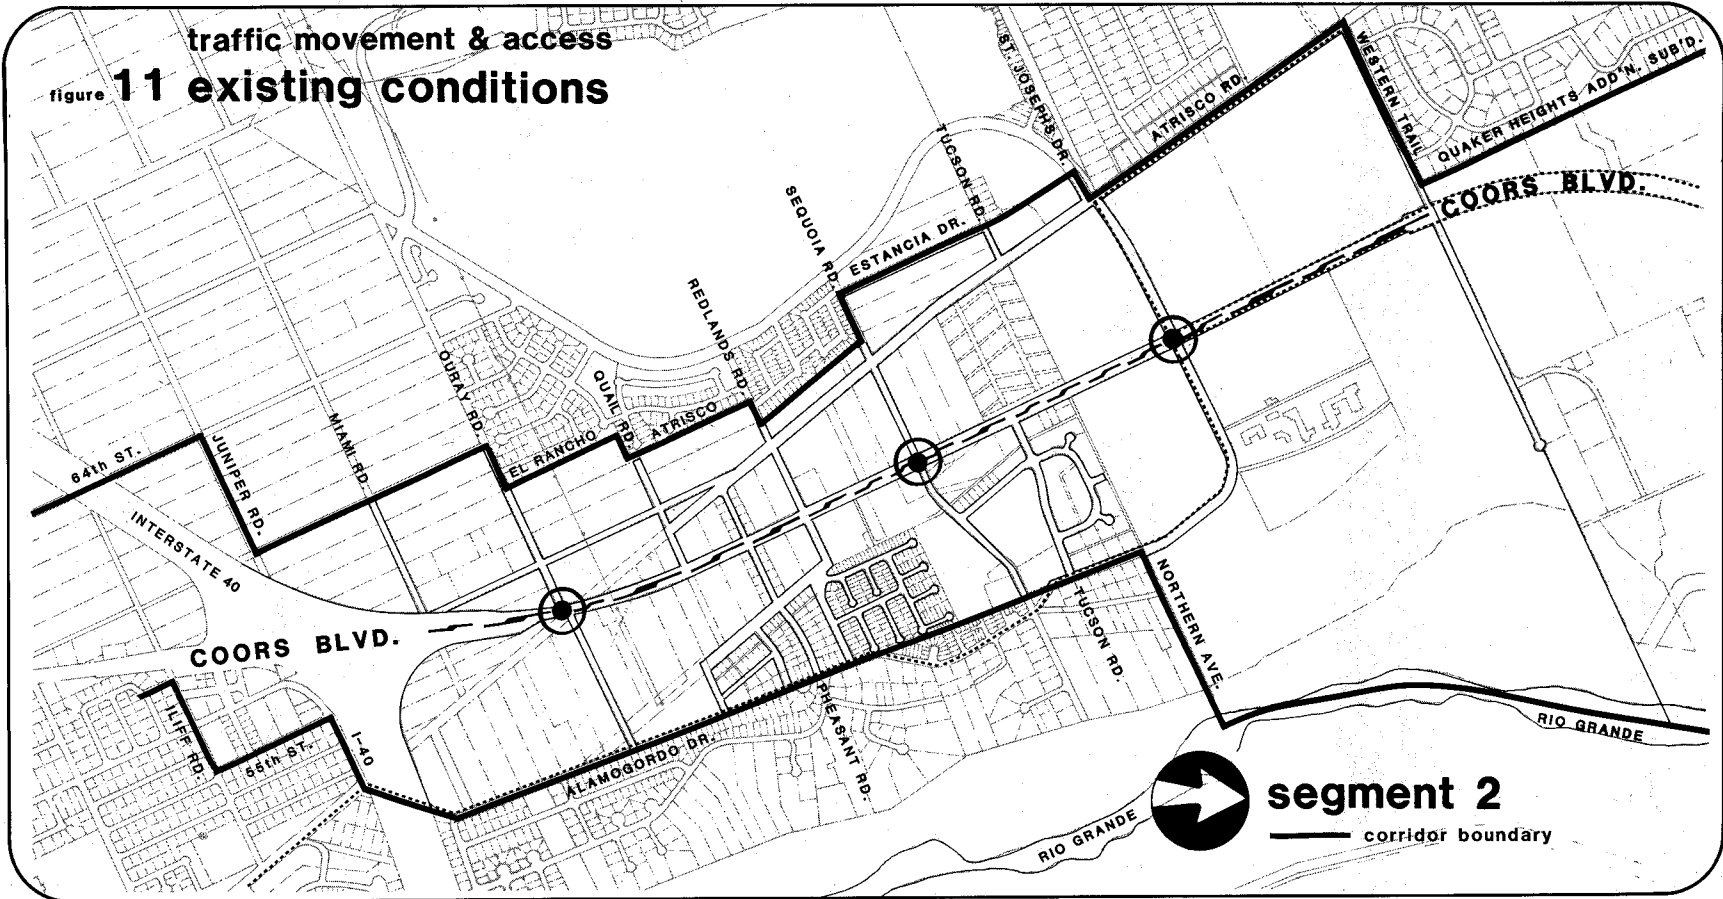 traffic movement & access
figure 11 existing conditions
ST. JOSEPHS DR.
WESTERN TRAIL
QUAKER HEIGHTS ADD'N. SUB'D.
ATRISCO RD.
TUCSON RD.
COORS BLVD.
SEQUOIA RD.
ESTANCIA DR.
REDLANDS RD.
OURAY RD.
QUAIL RD.
ATRISCO
MIAMI RD.
EL RANCHO
64th ST.
JUNIPER RD.
INTERSTATE 40
COORS BLVD.
ILIFF RD.
55th ST.
I-40
ALAMOGORDO DR.
PHEASANT RD.
TUCSON RD.
NORTHERN AVE.
RIO GRANDE
RIO GRANDE
segment 2
corridor boundary